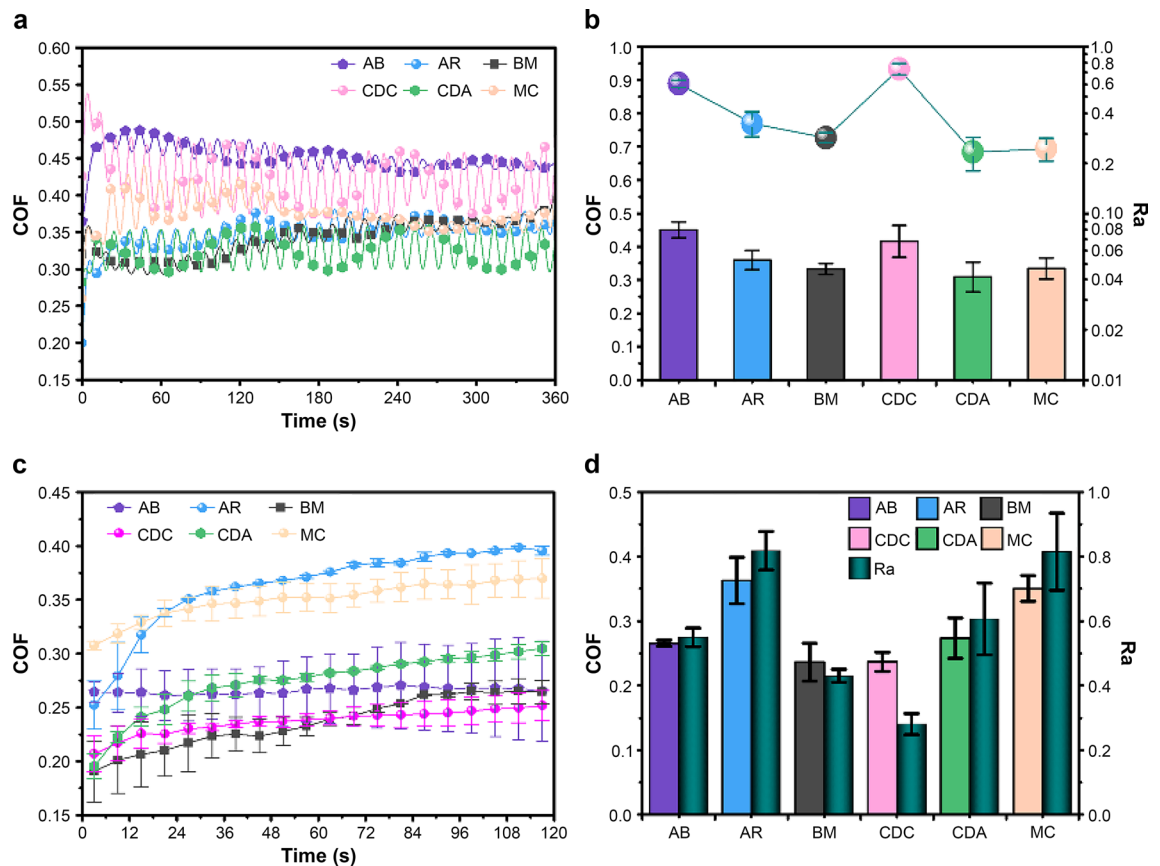 a
0.60
0.55
0.50
0.45
0.40
0.35
0.30
0.25
0.20
0.15
COF
AB AR BM
CDC CDA MC
0 60 120 180 240 300 360
Time (s)
b
1.0
0.9
0.8
0.7
0.6
0.5
0.4
0.3
0.2
0.1
0.0
COF
1.0
0.8
0.6
0.4
0.2
0.10
0.08
0.06
0.04
0.02
0.01
Ra
AB AR BM CDC CDA MC
c
0.45
0.40
0.35
0.30
0.25
0.20
0.15
COF
AB AR BM
CDC CDA MC
0 12 24 36 48 60 72 84 96 108 120
Time (s)
d
0.5
0.4
0.3
0.2
0.1
0.0
COF
AB AR BM
CDC CDA MC
Ra
1.0
0.8
0.6
0.4
0.2
0.0
Ra
AB AR BM CDC CDA MC